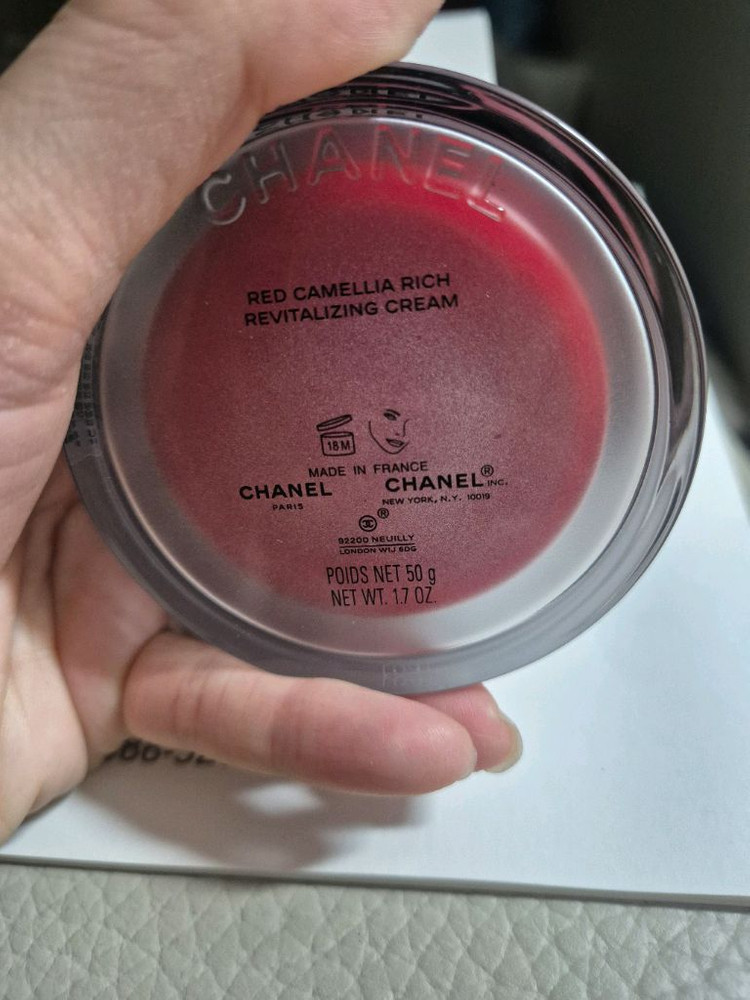 CHANEL
RED CAMELLIA RICH
REVITALIZING CREAM
18 M
MADE IN FRANCE
CHANEL CHANEL® INC.
PARIS NEW YORK, N.Y. 10019
®
92200 NEUILLY
LONDON W1J 6DG
POIDS NET 50 g
NET WT. 1.7 OZ.